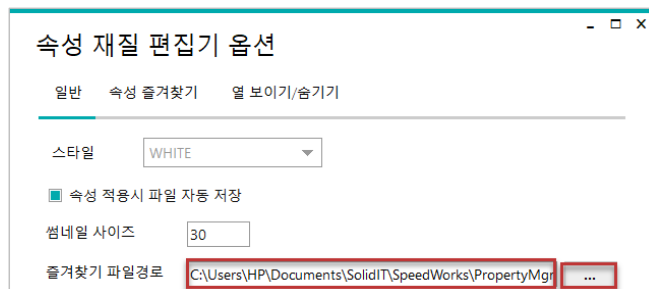 속성 재질 편집기 옵션
일반 속성 즐겨찾기 열 보이기/숨기기
스타일 WHITE
속성 적용시 파일 자동 저장
썸네일 사이즈 30
즐겨찾기 파일경로 C:\Users\HP\Documents\SolidIT\SpeedWorks\PropertyMgr ...